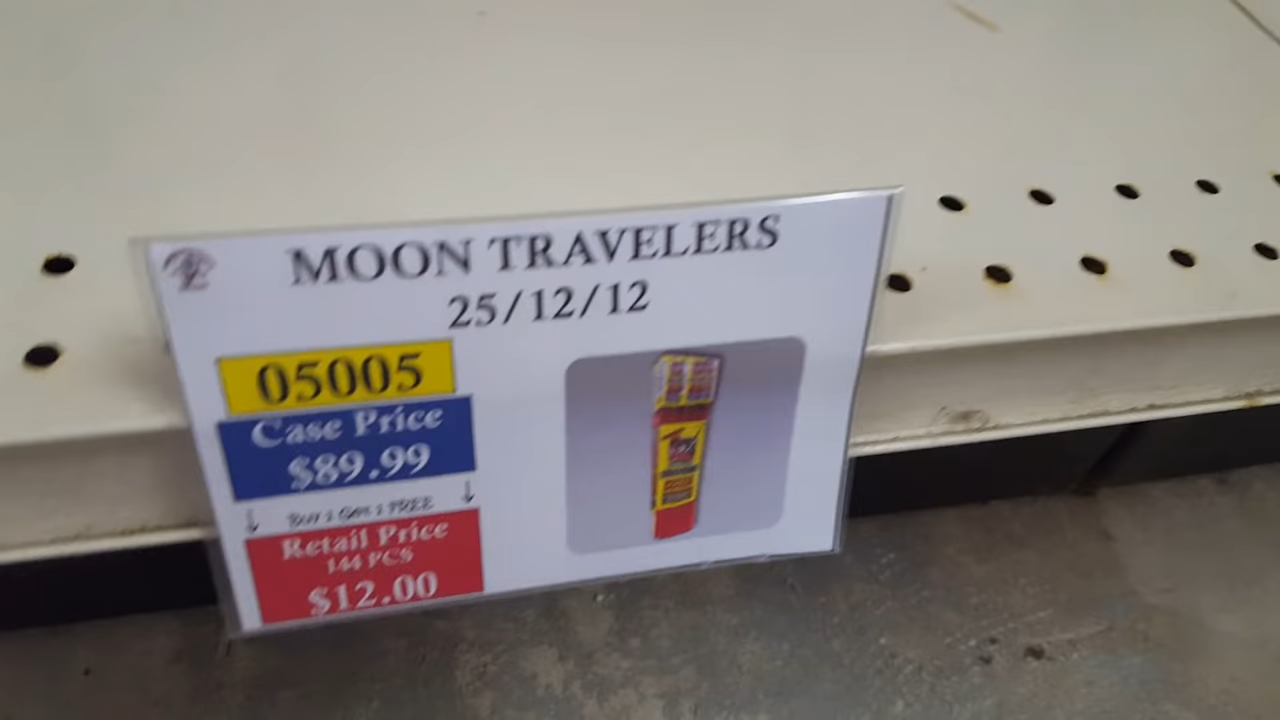 MOON TRAVELERS
25/12/12
05005
Case Price
$89.99
Buy 1 Get 1 FREE
Retail Price
144 PCS
$12.00